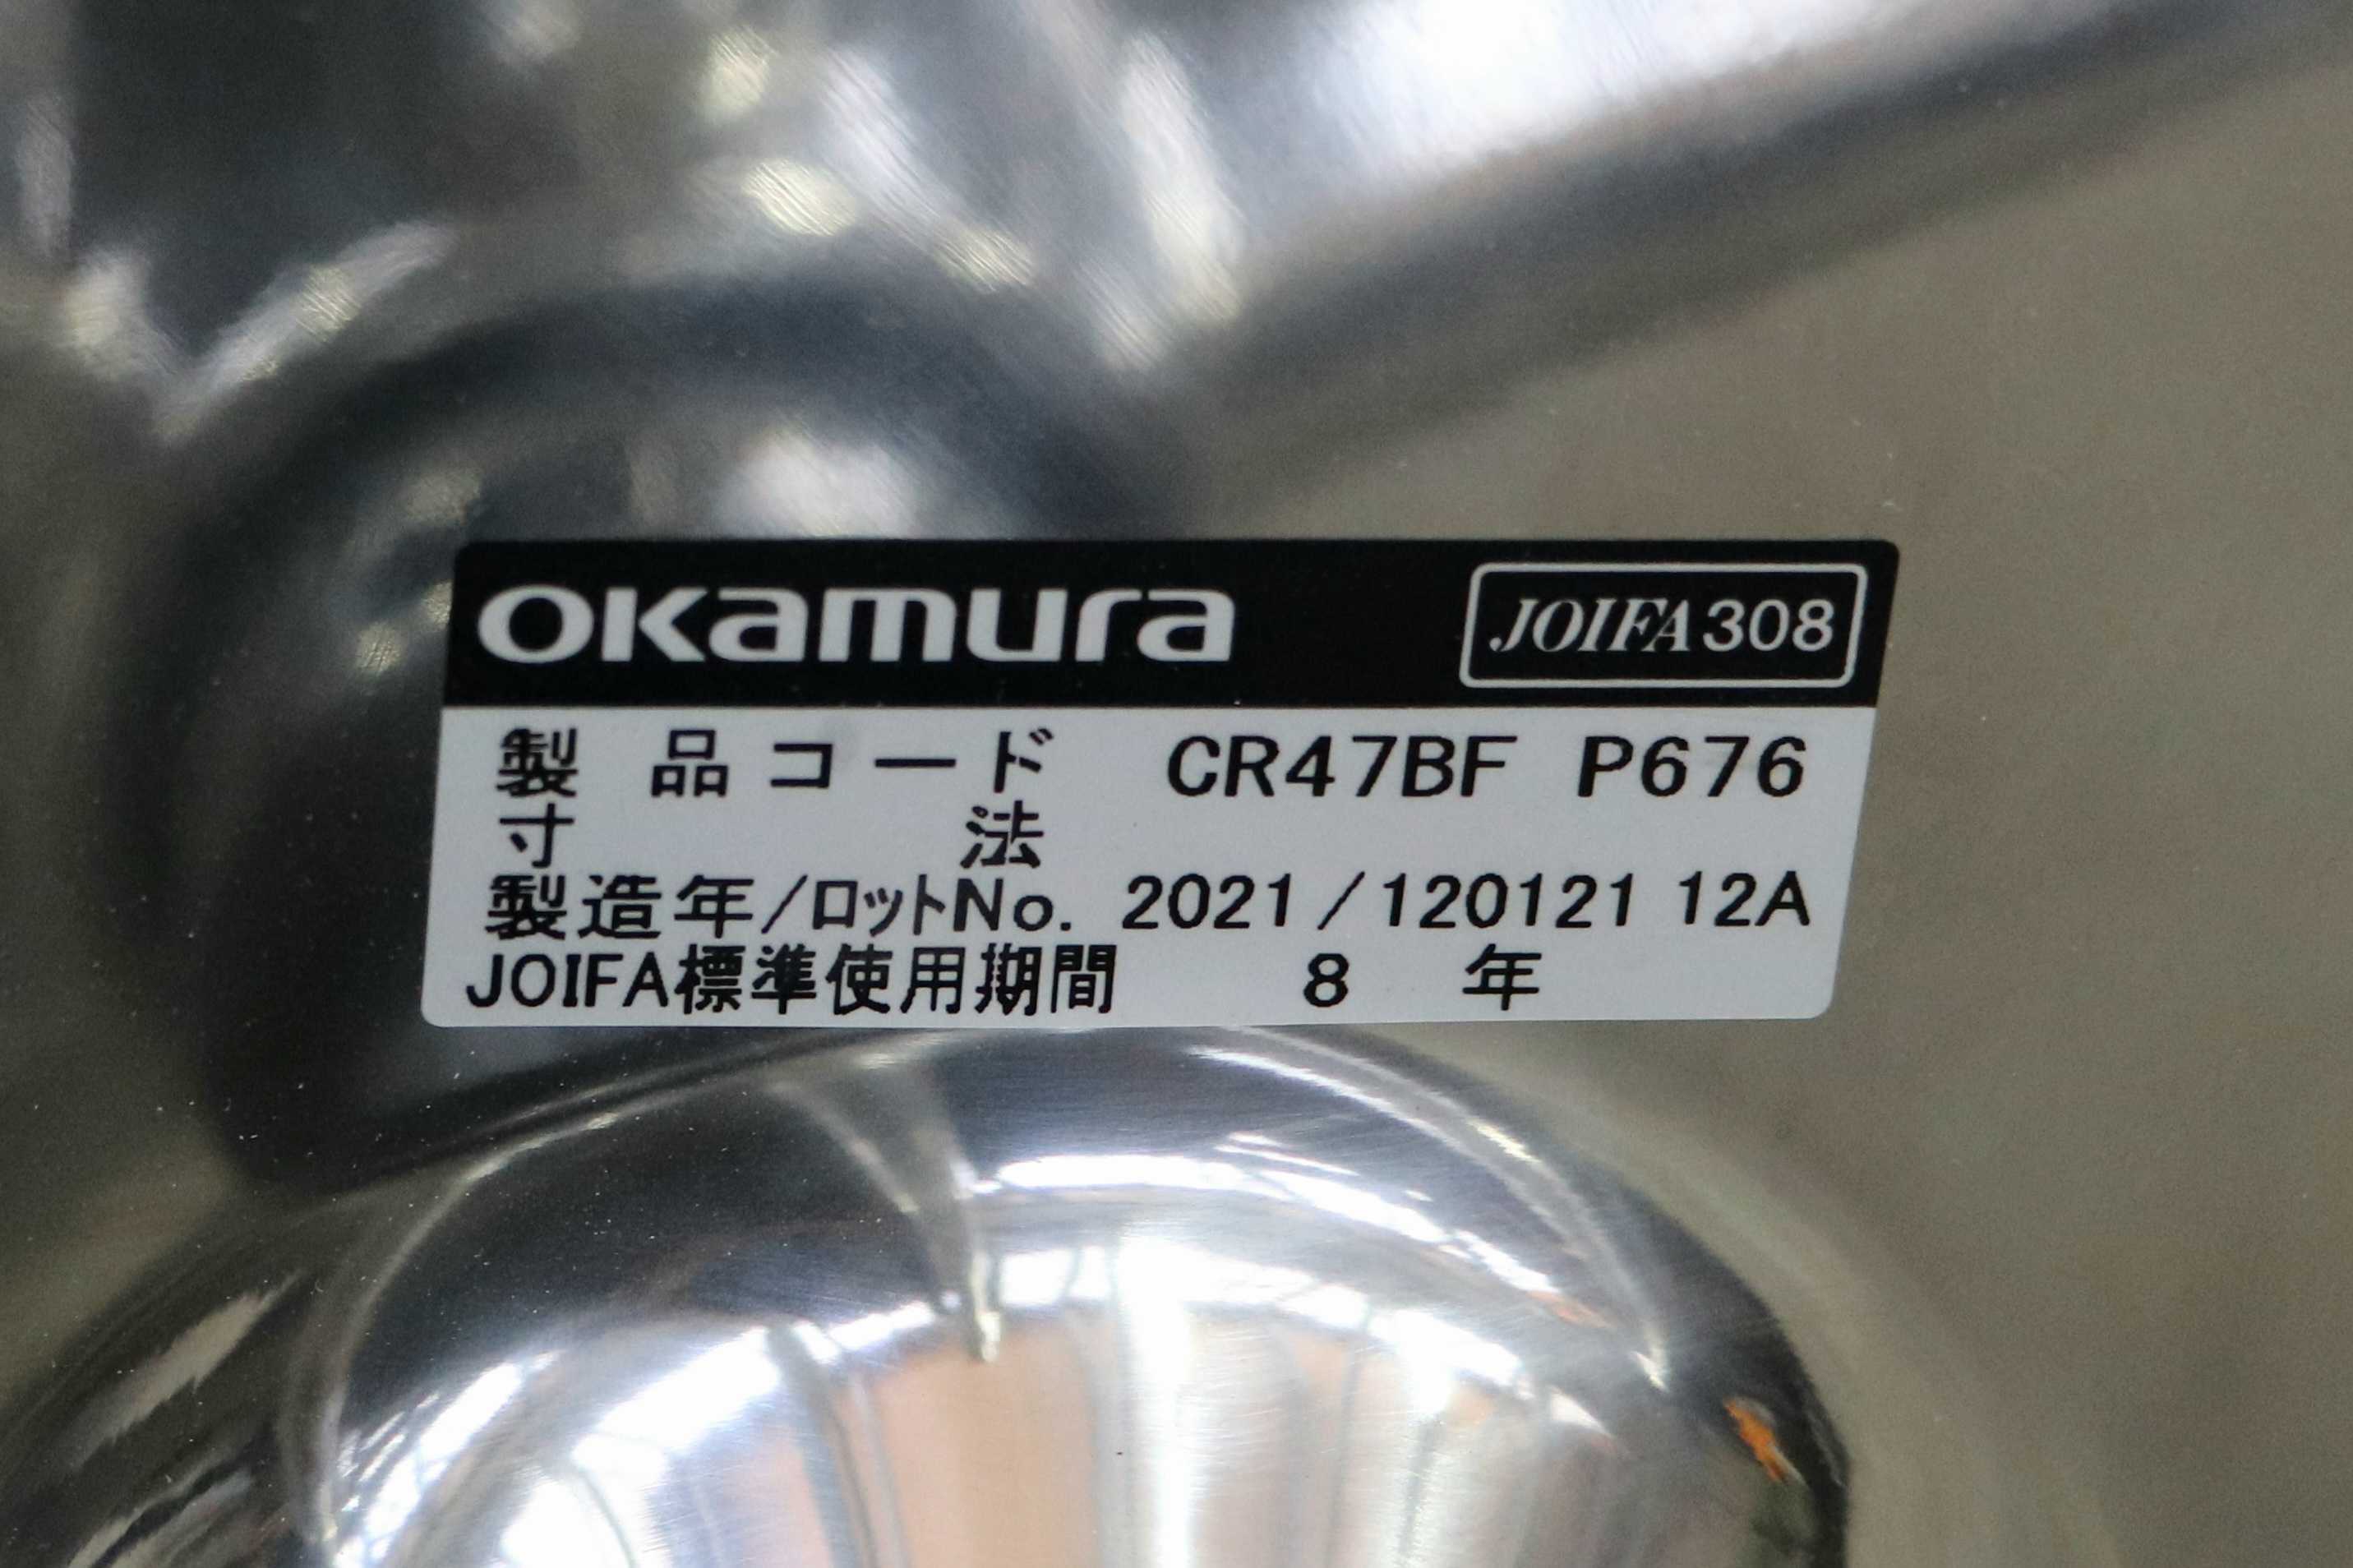 OKamura JOIFA308
製品コード CR47BF P676
寸法
製造年/ロットNo. 2021/120121 12A
JOIFA標準使用期間 8 年